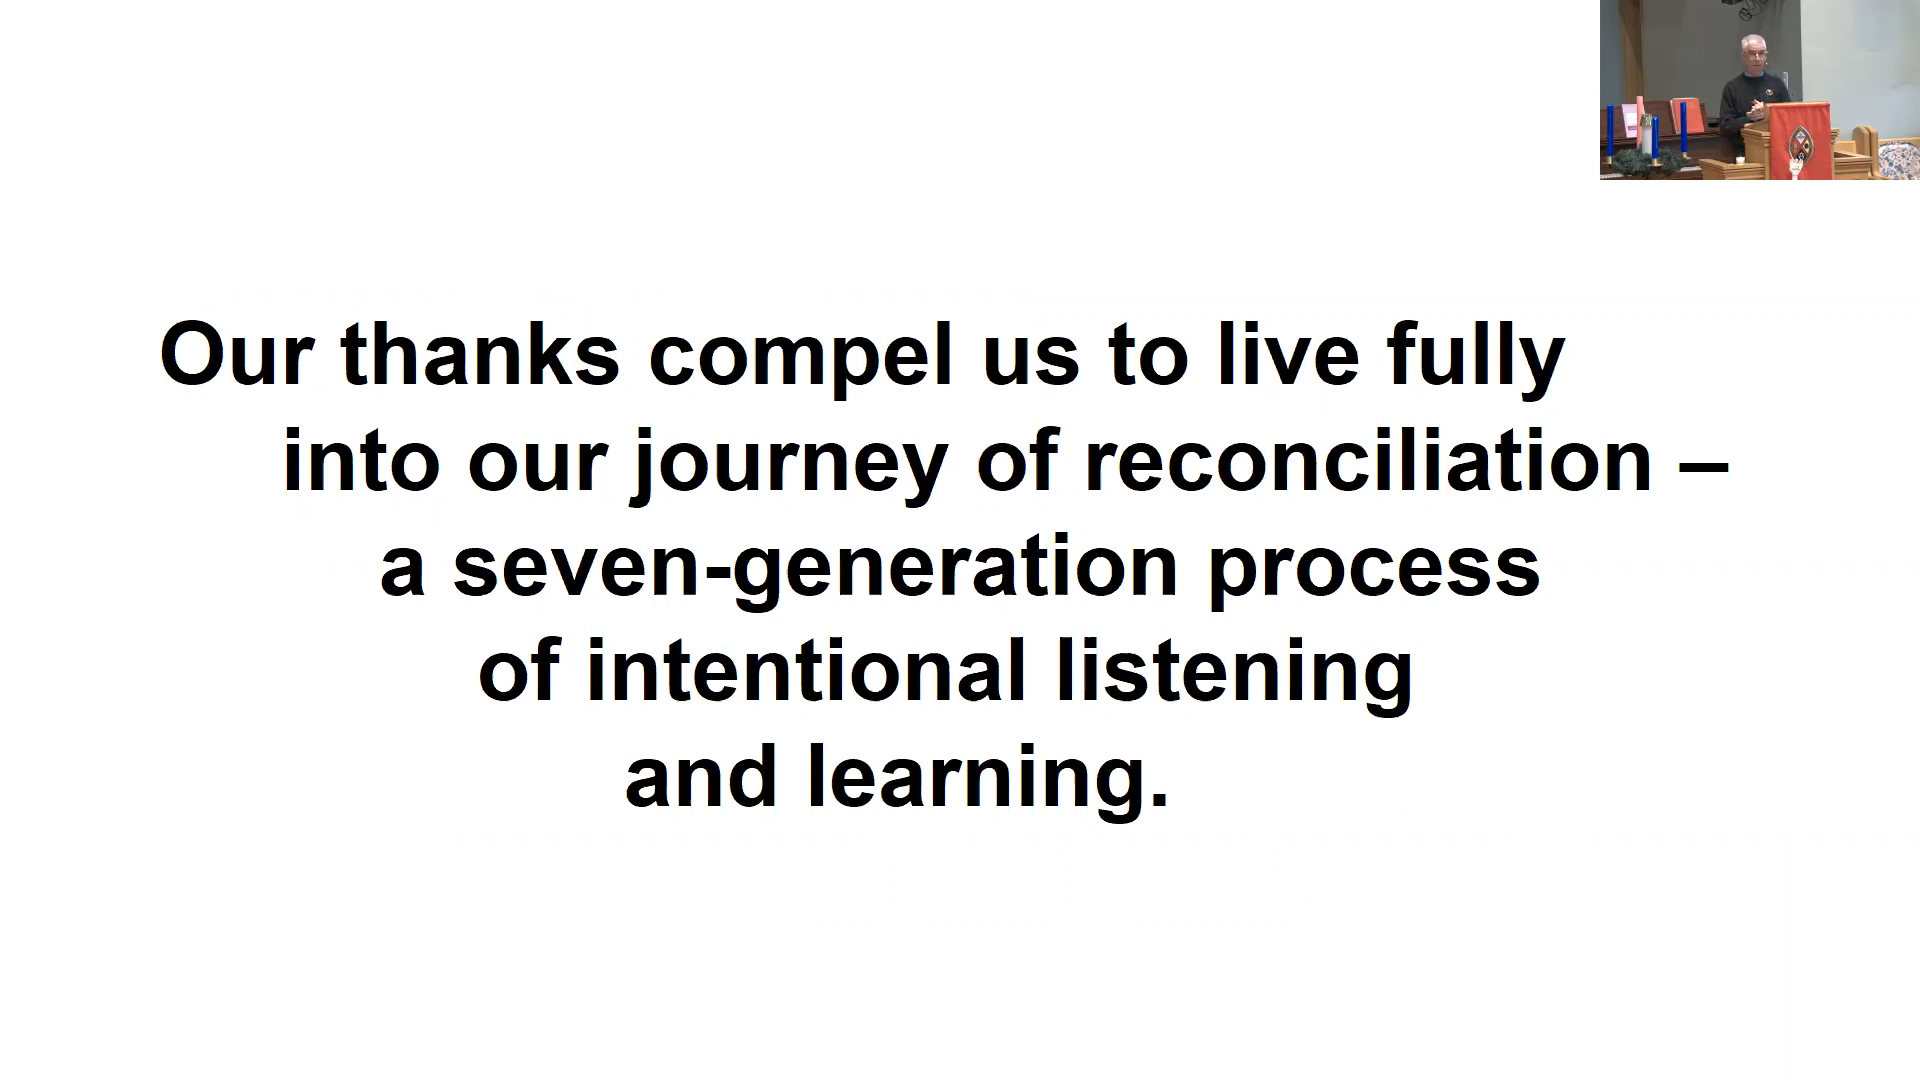 Our thanks compel us to live fully
into our journey of reconciliation –
a seven-generation process
of intentional listening
and learning.